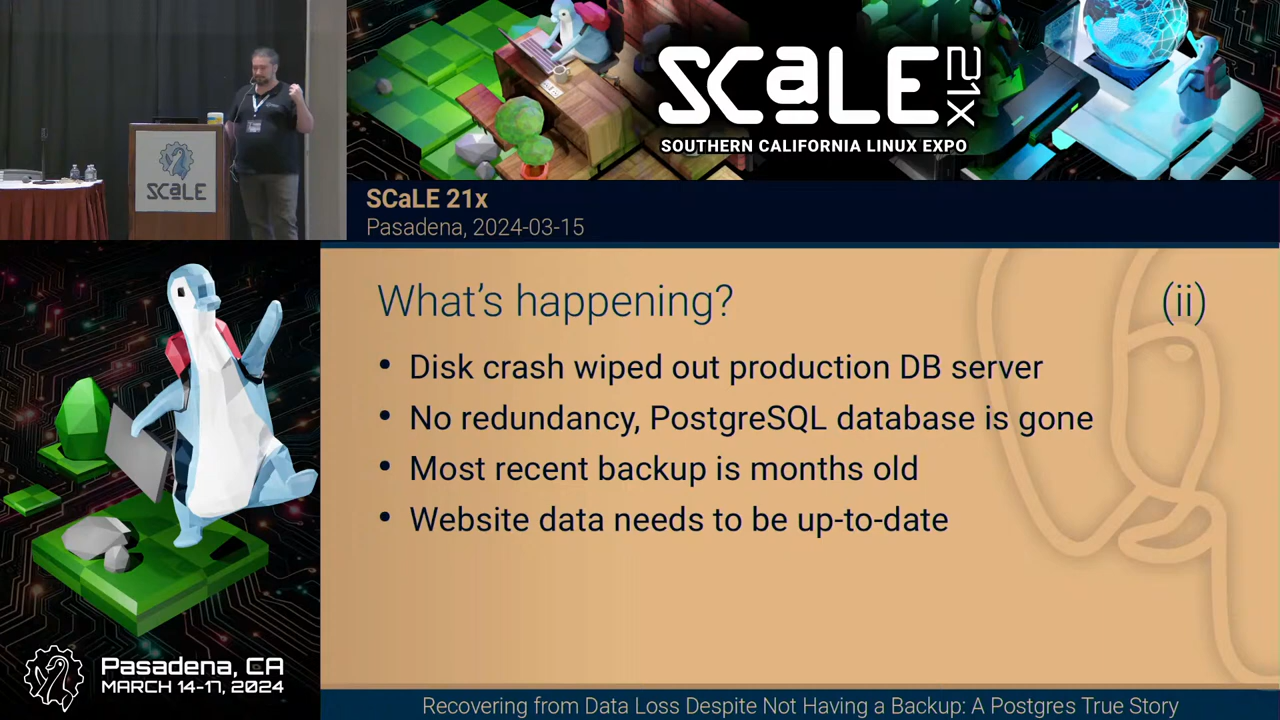 SCaLE
SCaLE 21x
SOUTHERN CALIFORNIA LINUX EXPO
SCaLE 21x
Pasadena, 2024-03-15
What's happening?
(ii)
• Disk crash wiped out production DB server
• No redundancy, PostgreSQL database is gone
• Most recent backup is months old
• Website data needs to be up-to-date
Pasadena, CA
MARCH 14-17, 2024
Recovering from Data Loss Despite Not Having a Backup: A Postgres True Story